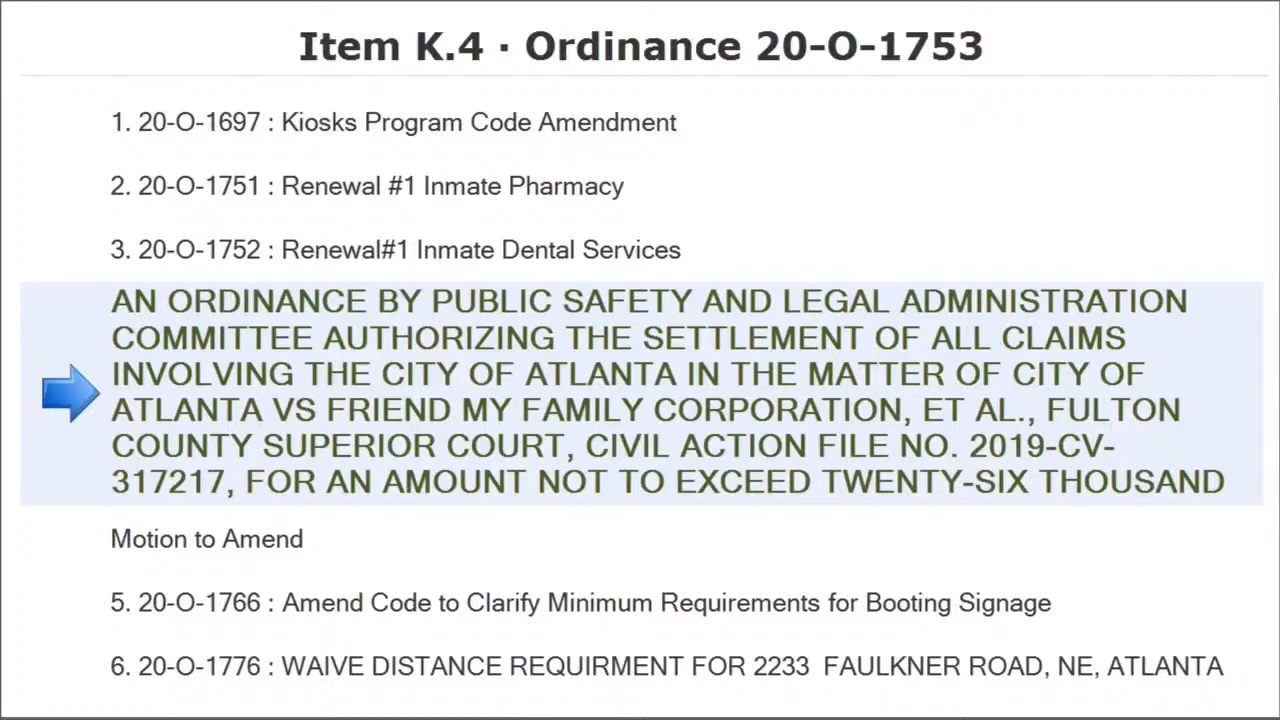 Item K.4 · Ordinance 20-O-1753
1. 20-O-1697 : Kiosks Program Code Amendment
2. 20-O-1751 : Renewal #1 Inmate Pharmacy
3. 20-O-1752 : Renewal#1 Inmate Dental Services
AN ORDINANCE BY PUBLIC SAFETY AND LEGAL ADMINISTRATION
COMMITTEE AUTHORIZING THE SETTLEMENT OF ALL CLAIMS
INVOLVING THE CITY OF ATLANTA IN THE MATTER OF CITY OF
ATLANTA VS FRIEND MY FAMILY CORPORATION, ET AL., FULTON
COUNTY SUPERIOR COURT, CIVIL ACTION FILE NO. 2019-CV-
317217, FOR AN AMOUNT NOT TO EXCEED TWENTY-SIX THOUSAND
Motion to Amend
5. 20-O-1766 : Amend Code to Clarify Minimum Requirements for Booting Signage
6. 20-O-1776 : WAIVE DISTANCE REQUIRMENT FOR 2233  FAULKNER ROAD, NE, ATLANTA